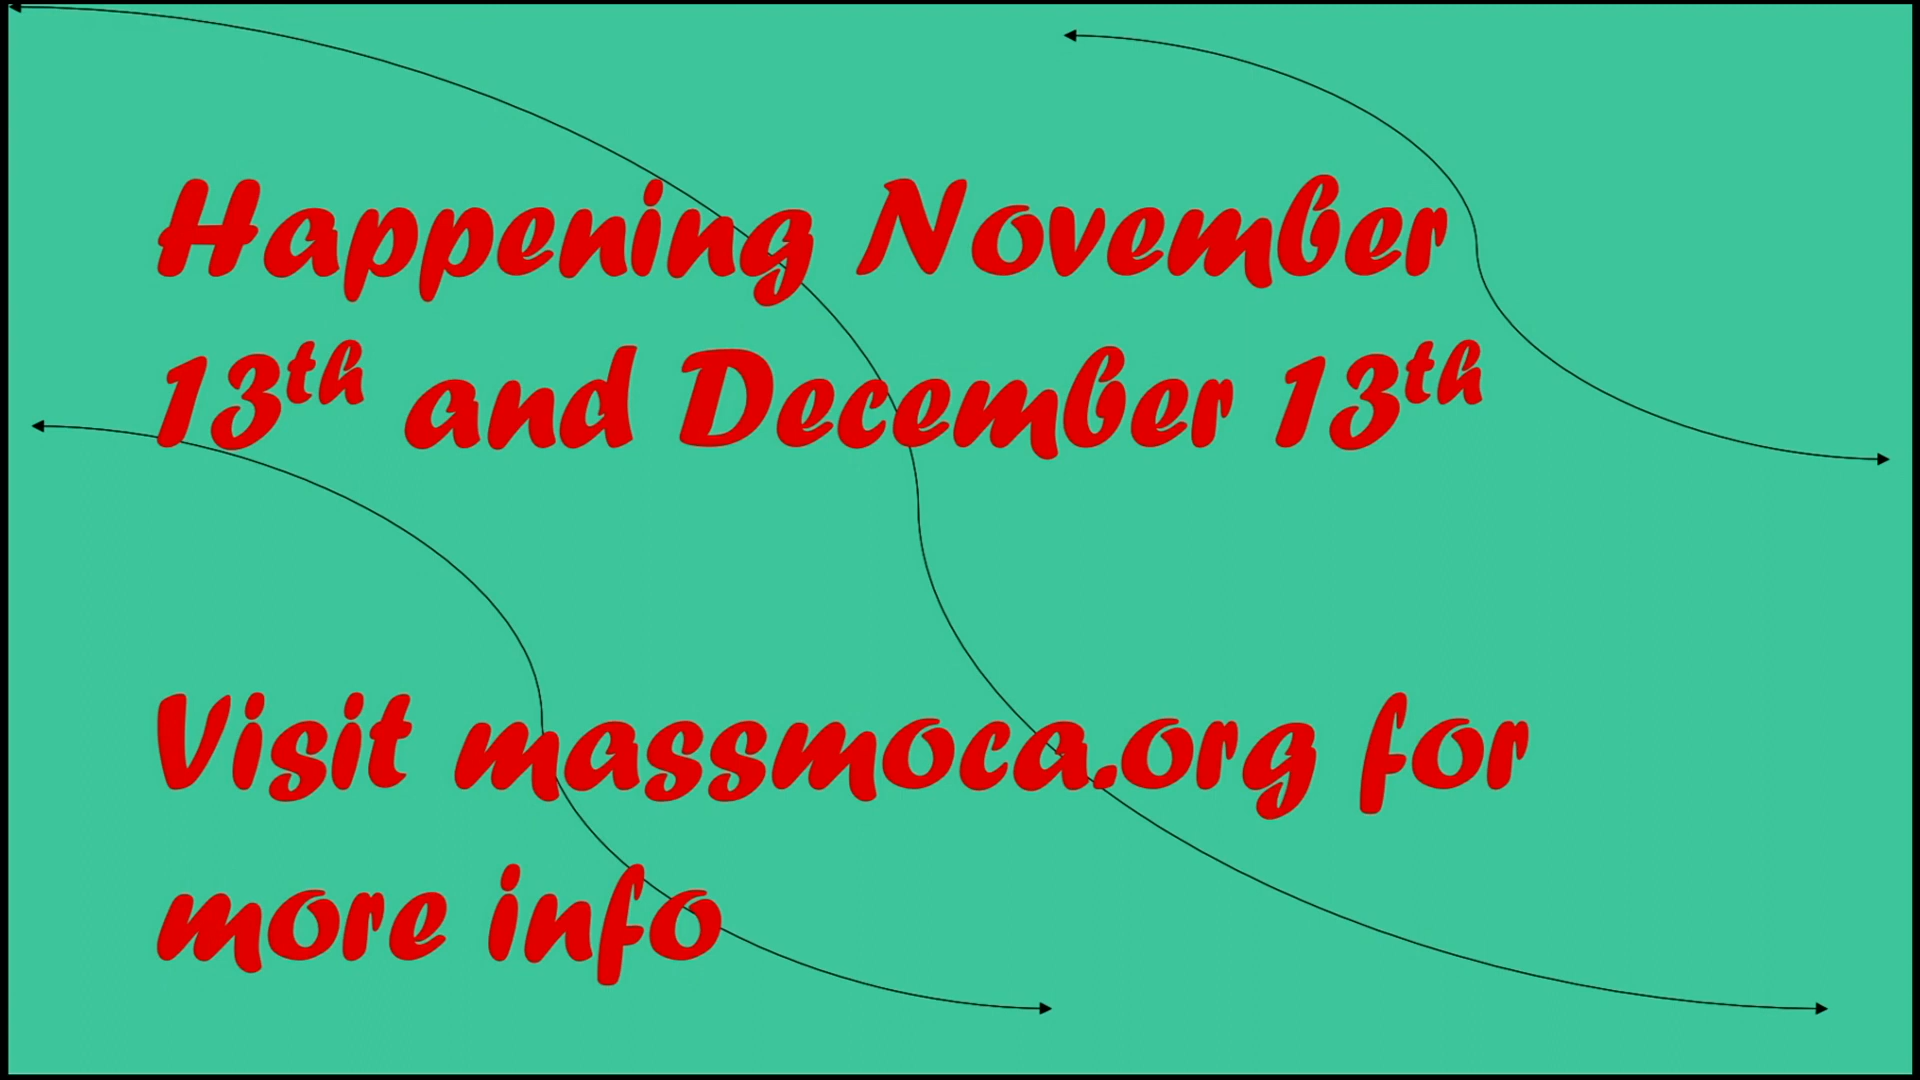 Happening November
13th and December 13th
Visit massmoca.org for
more info